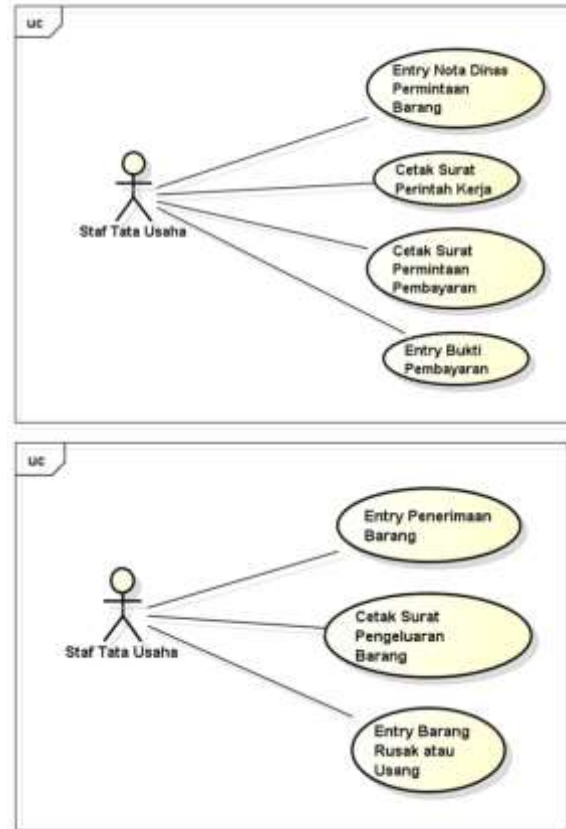 uc
Entry Nota Dinas
Permintaan
Barang
Cetak Surat
Perintah Kerja
Staf Tata Usaha
Cetak Surat
Permintaan
Pembayaran
Entry Bukti
Pembayaran
uc
Entry Penerimaan
Barang
Cetak Surat
Pengeluaran
Barang
Staf Tata Usaha
Entry Barang
Rusak atau
Usang